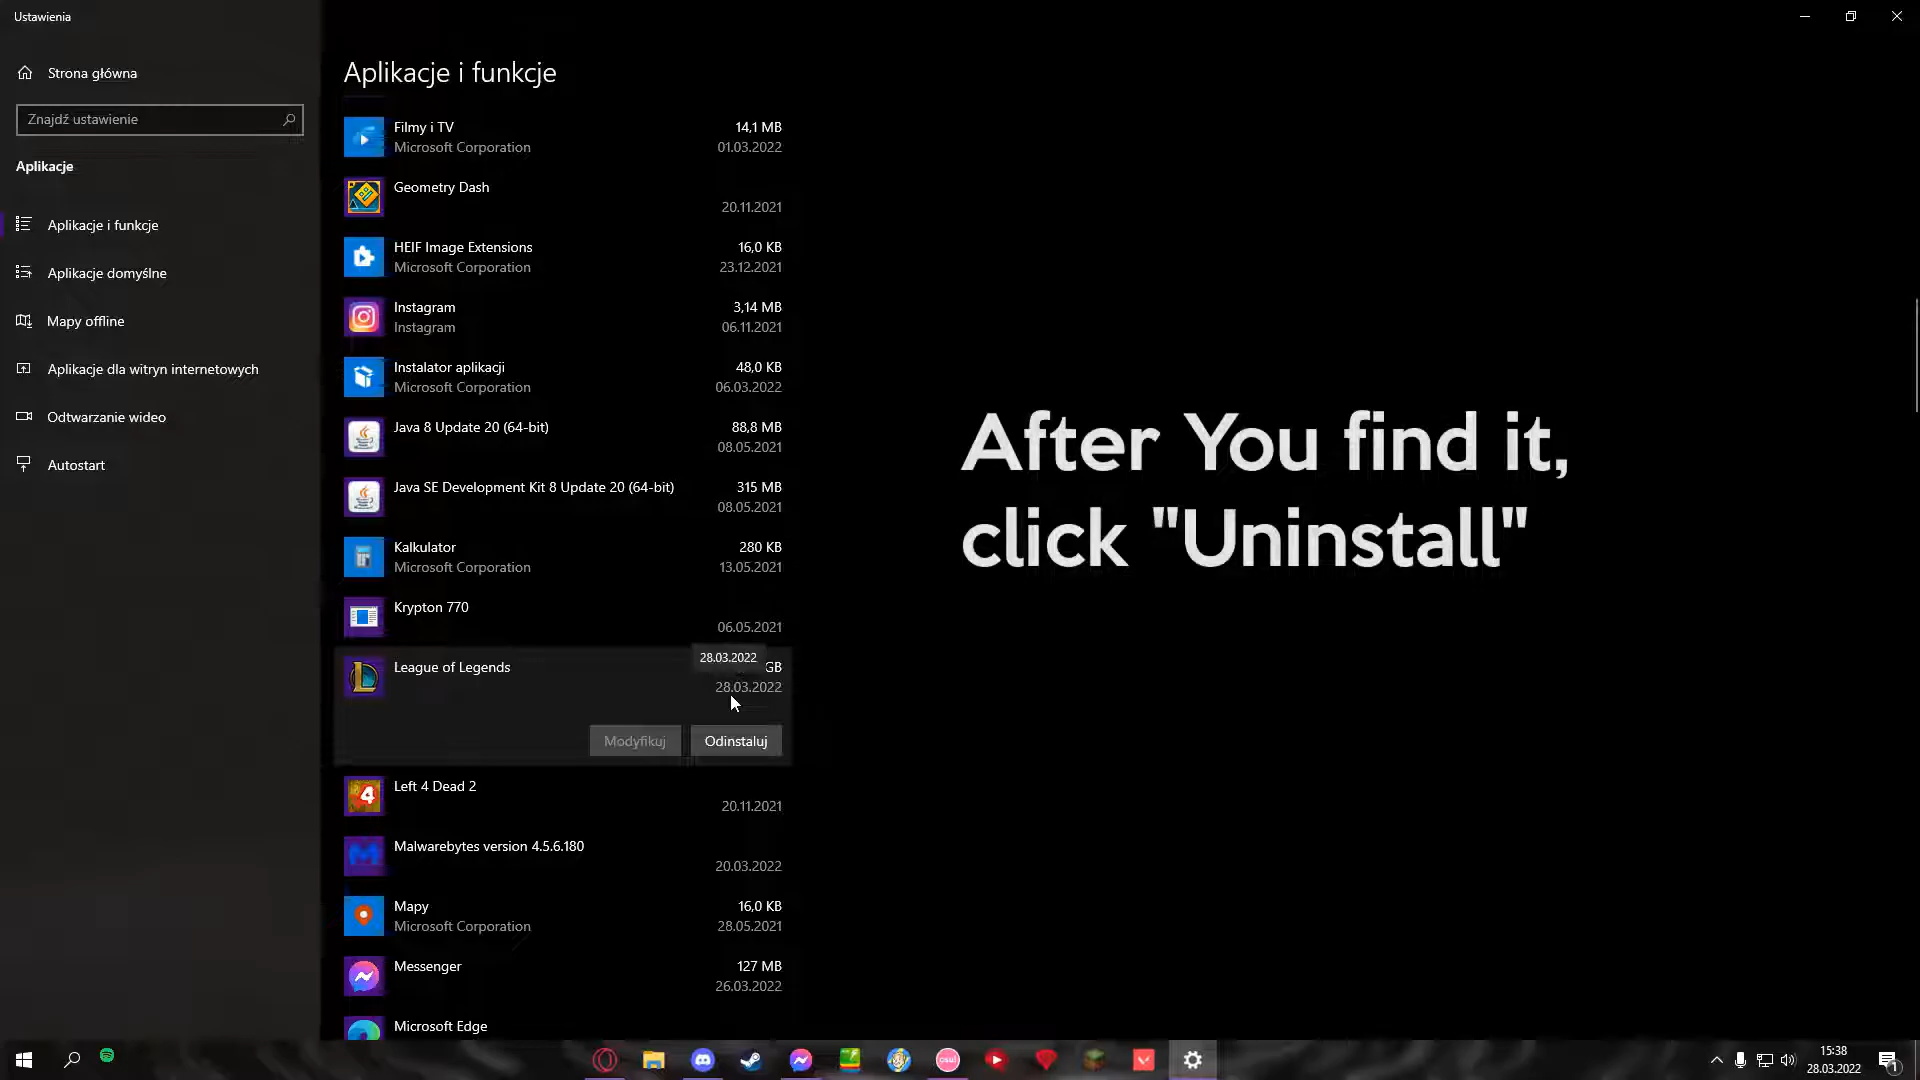 Ustawienia
Strona główna
Znajdź ustawienie
Aplikacje
Aplikacje i funkcje
Aplikacje domyślne
Mapy offline
Aplikacje dla witryn internetowych
Odtwarzanie wideo
Autostart
Aplikacje i funkcje
Filmy i TV 14,1 MB
Microsoft Corporation 01.03.2022
Geometry Dash
20.11.2021
HEIF Image Extensions 16,0 KB
Microsoft Corporation 23.12.2021
Instagram 3,14 MB
Instagram 06.11.2021
Instalator aplikacji 48,0 KB
Microsoft Corporation 06.03.2022
Java 8 Update 20 (64-bit) 88,8 MB
08.05.2021
Java SE Development Kit 8 Update 20 (64-bit) 315 MB
08.05.2021
Kalkulator 280 KB
Microsoft Corporation 13.05.2021
Krypton 770
06.05.2021
28.03.2022
League of Legends GB
28.03.2022
Modyfikuj Odinstaluj
Left 4 Dead 2
20.11.2021
Malwarebytes version 4.5.6.180
20.03.2022
Mapy 16,0 KB
Microsoft Corporation 28.05.2021
Messenger 127 MB
26.03.2022
Microsoft Edge
After You find it,
click "Uninstall"
osu!
15:38
28.03.2022
1